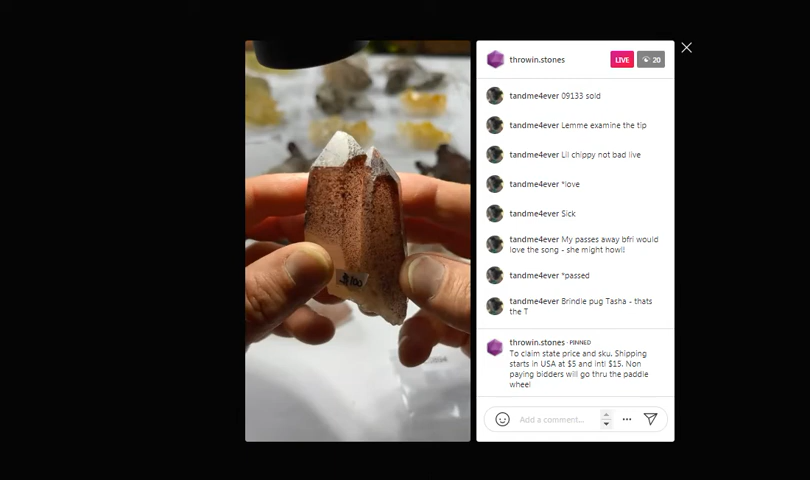 throwin.stones
LIVE
20
tandme4ever 09133 sold
tandme4ever Lemme examine the tip
tandme4ever Lil chippy not bad live
tandme4ever *love
tandme4ever Sick
tandme4ever My passes away bfri would
love the song - she might howl!
tandme4ever *passed
tandme4ever Brindle pug Tasha - thats
the T
throwin.stones · PINNED
To claim state price and sku. Shipping
starts in USA at $5 and intl $15. Non
paying bidders will go thru the paddle
wheel
Add a comment...